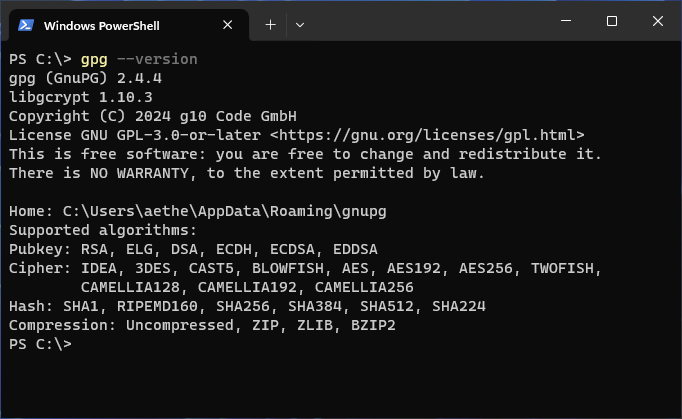 Windows PowerShell
PS C:\> gpg --version
gpg (GnuPG) 2.4.4
libgcrypt 1.10.3
Copyright (C) 2024 g10 Code GmbH
License GNU GPL-3.0-or-later <https://gnu.org/licenses/gpl.html>
This is free software: you are free to change and redistribute it.
There is NO WARRANTY, to the extent permitted by law.

Home: C:\Users\aethe\AppData\Roaming\gnupg
Supported algorithms:
Pubkey: RSA, ELG, DSA, ECDH, ECDSA, EDDSA
Cipher: IDEA, 3DES, CAST5, BLOWFISH, AES, AES192, AES256, TWOFISH,
        CAMELLIA128, CAMELLIA192, CAMELLIA256
Hash: SHA1, RIPEMD160, SHA256, SHA384, SHA512, SHA224
Compression: Uncompressed, ZIP, ZLIB, BZIP2
PS C:\>